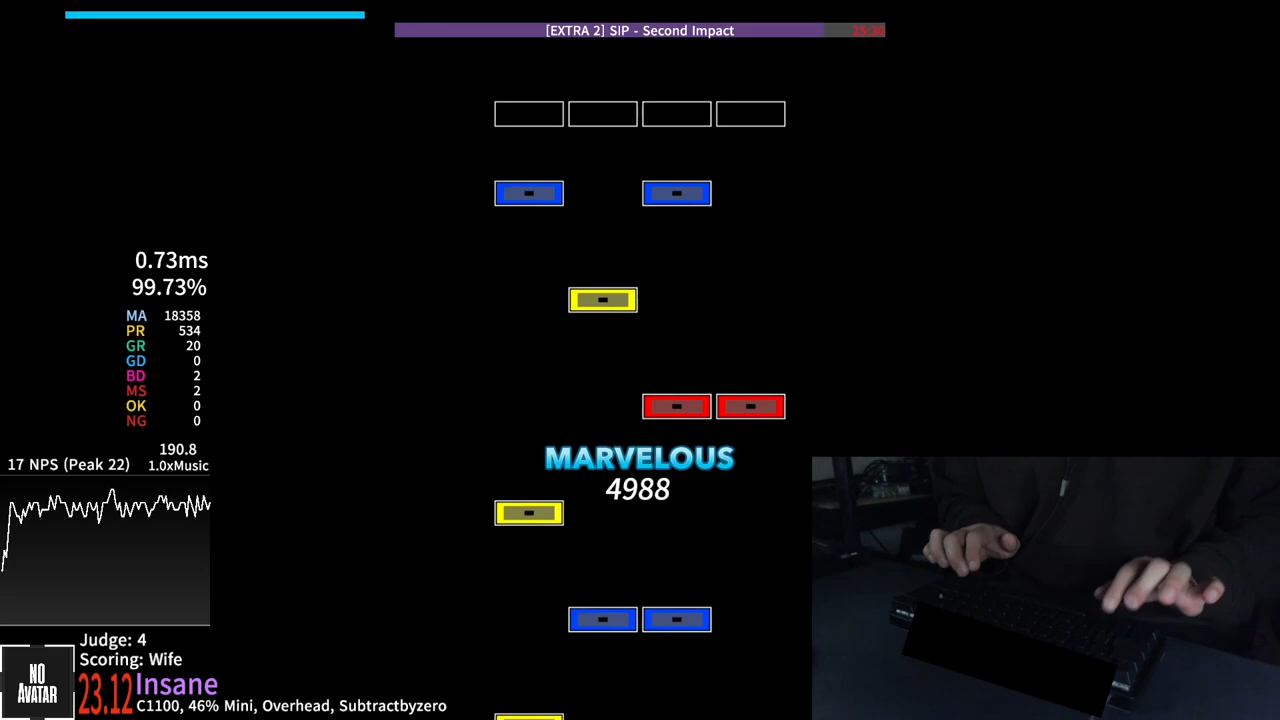 [EXTRA 2] SIP - Second Impact
25:30
0.73ms
99.73%
MA 18358
PR 534
GR 20
GD 0
BD 2
MS 2
OK 0
NG 0
190.8
17 NPS (Peak 22)
1.0xMusic
MARVELOUS
4988
Judge: 4
Scoring: Wife
NO
AVATAR
23.12 Insane
C1100, 46% Mini, Overhead, Subtractbyzero